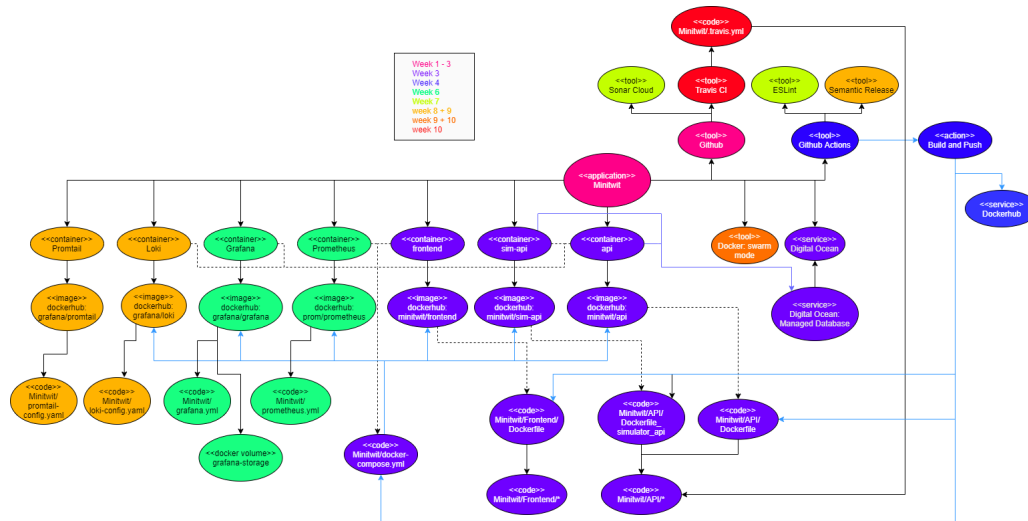 <<code>>
Minitwit/.travis.yml
Week 1 - 3
Week 3
Week 4
Week 6
Week 7
week 8 + 9
week 9 + 10
week 10
<<tool>>
Sonar Cloud
<<tool>>
Travis CI
<<tool>>
ESLint
<<tool>>
Semantic Release
<<tool>>
Github
<<tool>>
Github Actions
<<action>>
Build and Push
<<application>>
Minitwit
<<service>>
Dockerhub
<<container>>
Promtail
<<container>>
Loki
<<container>>
Grafana
<<container>>
Prometheus
<<container>>
frontend
<<container>>
sim-api
<<container>>
api
<<tool>>
Docker: swarm
mode
<<service>>
Digital Ocean
<<image>>
dockerhub:
grafana/promtail
<<image>>
dockerhub:
grafana/loki
<<image>>
dockerhub:
grafana/grafana
<<image>>
dockerhub:
prom/prometheus
<<image>>
dockerhub:
minitwit/frontend
<<image>>
dockerhub:
minitwit/sim-api
<<image>>
dockerhub:
minitwit/api
<<service>>
Digital Ocean:
Managed Database
<<code>>
Minitwit/
promtail-
config.yaml
<<code>>
Minitwit/
loki-config.yaml
<<code>>
Minitwit/
grafana.yml
<<code>>
Minitwit/
prometheus.yml
<<code>>
Minitwit/Frontend/
Dockerfile
<<code>>
Minitwit/API/
Dockerfile_
simulator_api
<<code>>
Minitwit/API/
Dockerfile
<<docker volume>>
grafana-storage
<<code>>
Minitwit/docker-
compose.yml
<<code>>
Minitwit/Frontend/*
<<code>>
Minitwit/API/*